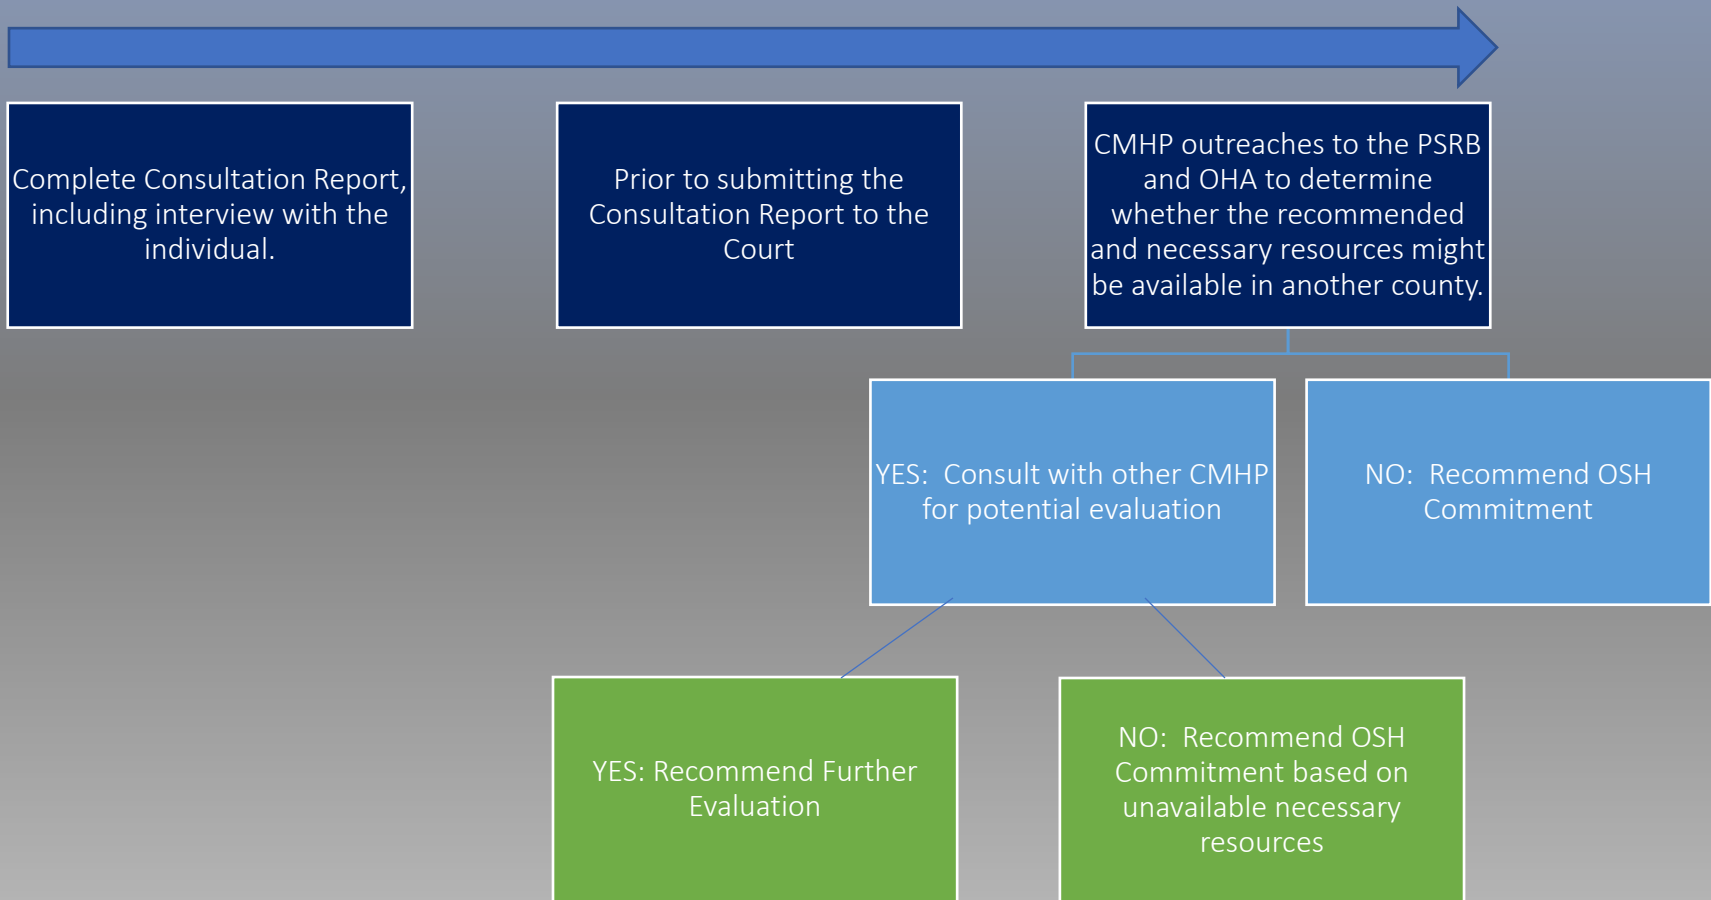 Complete Consultation Report,
including interview with the
individual.
Prior to submitting the
Consultation Report to the
Court
CMHP outreaches to the PSRB
and OHA to determine
whether the recommended
and necessary resources might
be available in another county.
YES:  Consult with other CMHP
for potential evaluation
NO:  Recommend OSH
Commitment
YES: Recommend Further
Evaluation
NO:  Recommend OSH
Commitment based on
unavailable necessary
resources